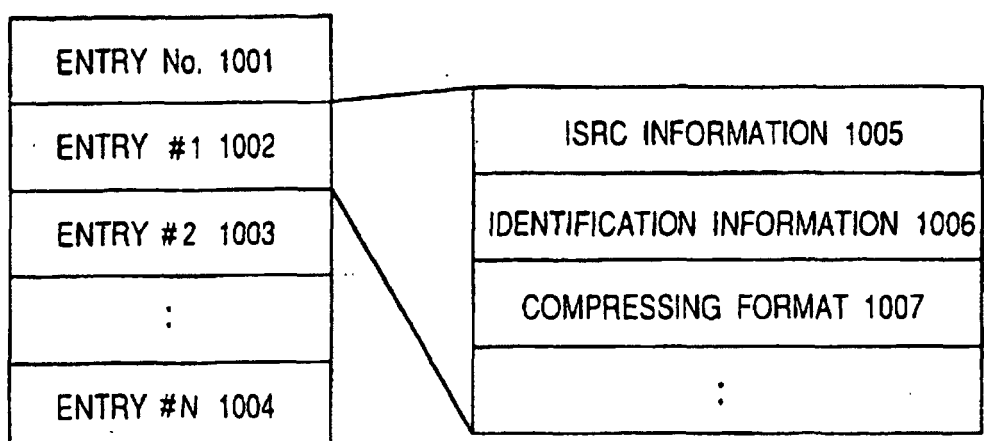 ENTRY No. 1001
ENTRY #1 1002
ENTRY #2 1003
:
ENTRY #N 1004
ISRC INFORMATION 1005
IDENTIFICATION INFORMATION 1006
COMPRESSING FORMAT 1007
: